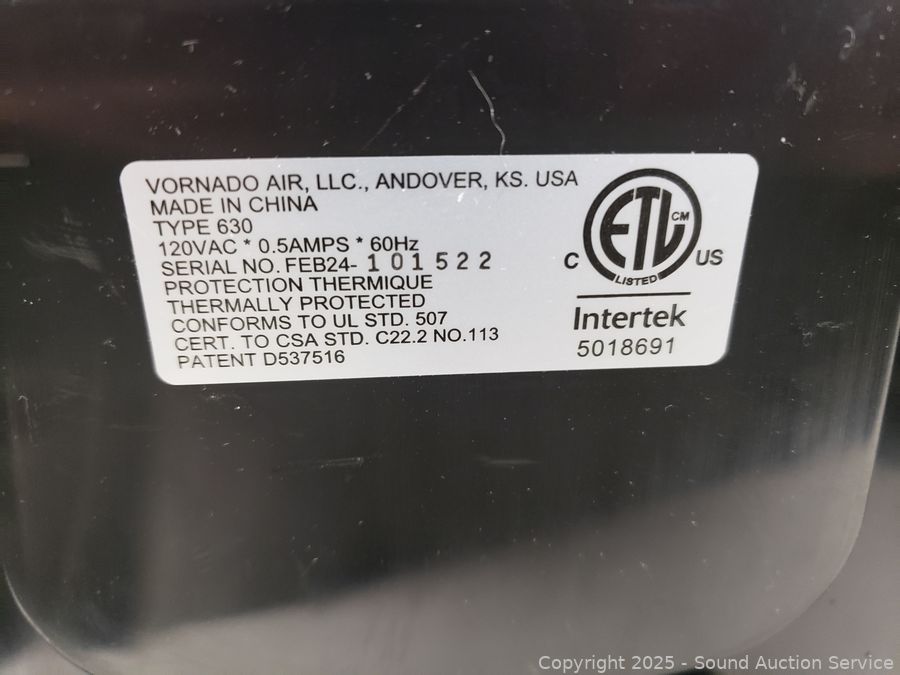 VORNADO AIR, LLC., ANDOVER, KS. USA
MADE IN CHINA
TYPE 630
120VAC * 0.5AMPS * 60Hz
SERIAL NO. FEB24- 101522
PROTECTION THERMIQUE
THERMALLY PROTECTED
CONFORMS TO UL STD. 507
CERT. TO CSA STD. C22.2 NO.113
PATENT D537516
ETL CM
C US
LISTED
Intertek
5018691
Copyright 2025 - Sound Auction Service